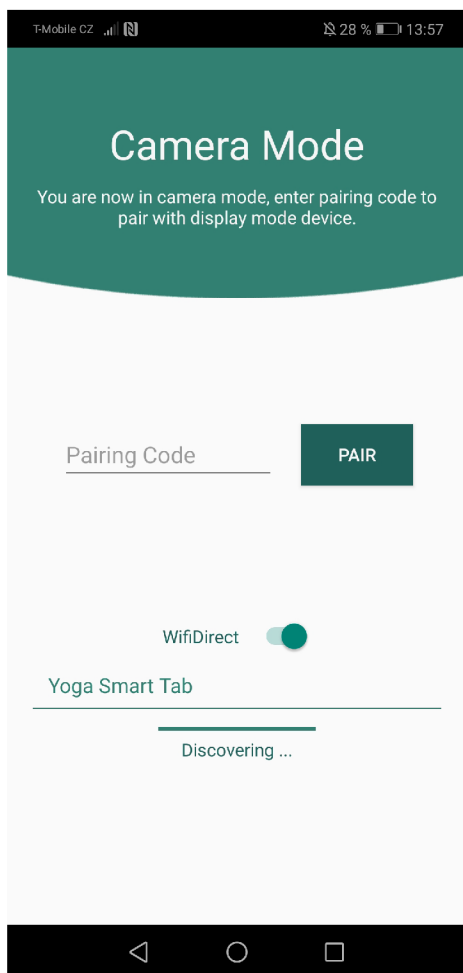 T-Mobile CZ 28 % 13:57
Camera Mode
You are now in camera mode, enter pairing code to
pair with display mode device.
Pairing Code PAIR
WifiDirect
Yoga Smart Tab
Discovering ...